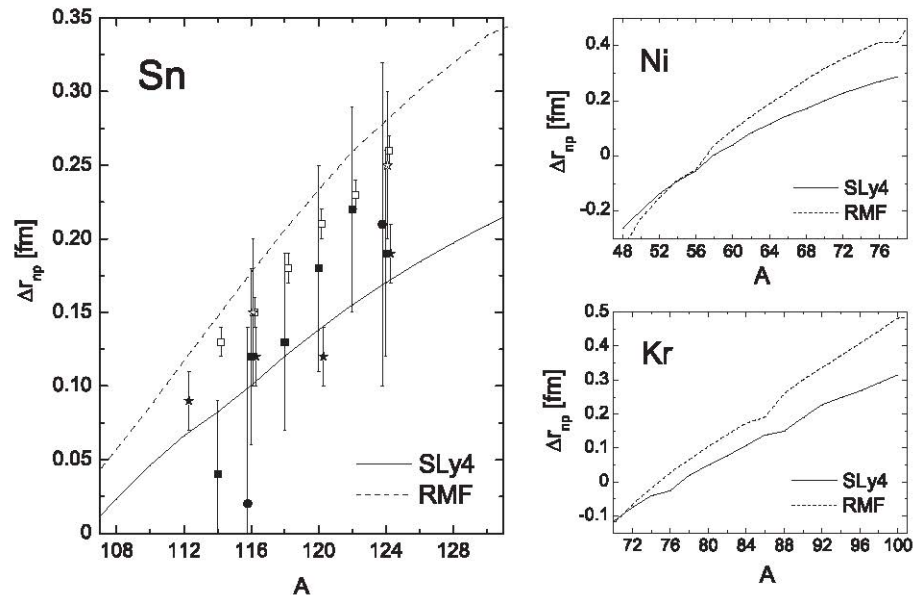 Sn
Δr_np [fm]
0.35
0.30
0.25
0.20
0.15
0.10
0.05
0
SLy4
RMF
108 112 116 120 124 128
A
Ni
Δr_np [fm]
0.4
0.2
0
-0.2
SLy4
RMF
48 52 56 60 64 68 72 76
A
Kr
Δr_np [fm]
0.5
0.4
0.3
0.2
0.1
0
-0.1
SLy4
RMF
72 76 80 84 88 92 96 100
A